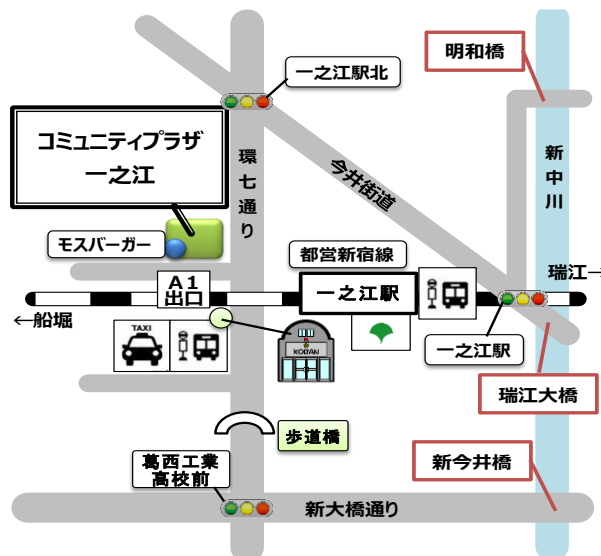 一之江駅北
明和橋
コミュニティプラザ
一之江
環七通り
今井街道
新中川
モスバーガー
都営新宿線
瑞江→
A1
出口
一之江駅
←船堀
TAXI
KOBAN
一之江駅
瑞江大橋
歩道橋
葛西工業
高校前
新今井橋
新大橋通り